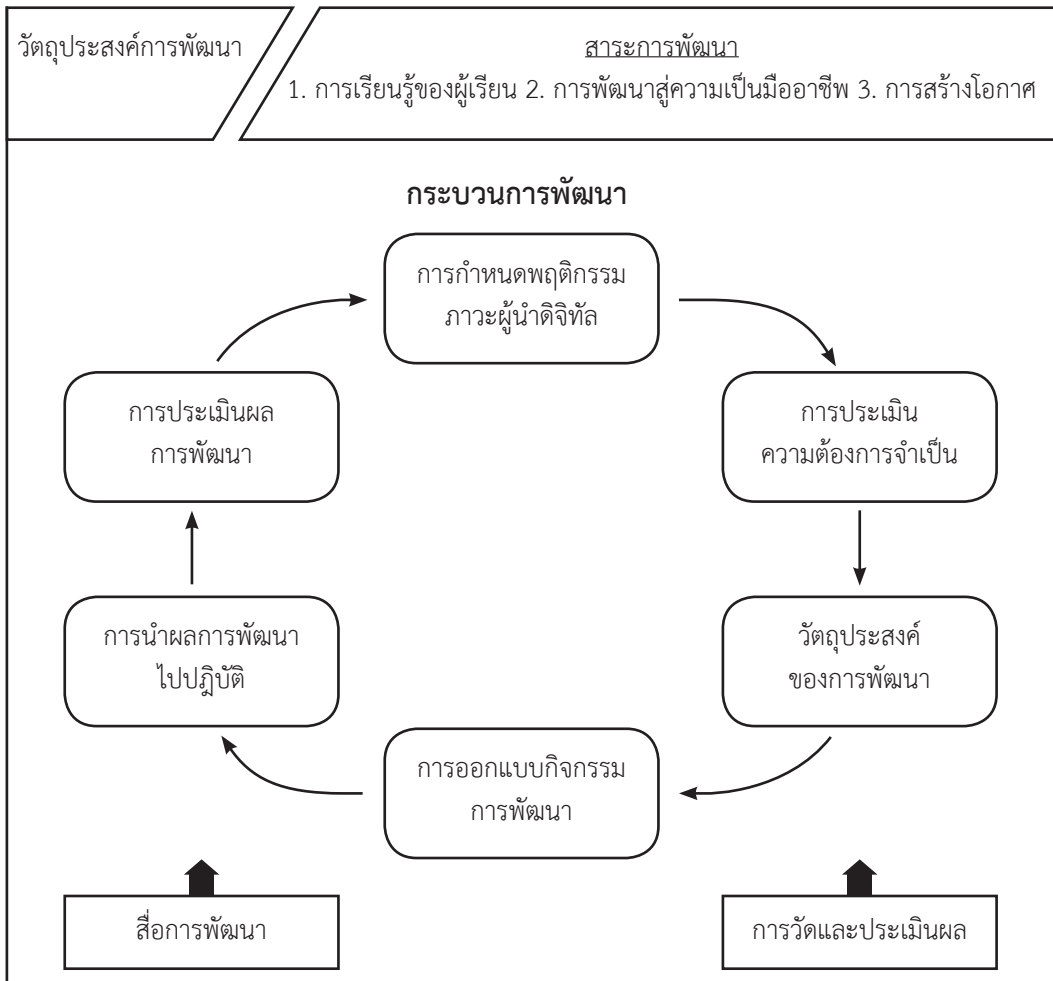 วัตถุประสงค์การพัฒนา
สาระการพัฒนา
1. การเรียนรู้ของผู้เรียน 2. การพัฒนาสู่ความเป็นมืออาชีพ 3. การสร้างโอกาศ
กระบวนการพัฒนา
การกำหนดพฤติกรรม
ภาวะผู้นำดิจิทัล
การประเมิน
ความต้องการจำเป็น
วัตถุประสงค์
ของการพัฒนา
การออกแบบกิจกรรม
การพัฒนา
การนำผลการพัฒนา
ไปปฎิบัติ
การประเมินผล
การพัฒนา
สื่อการพัฒนา
การวัดและประเมินผล